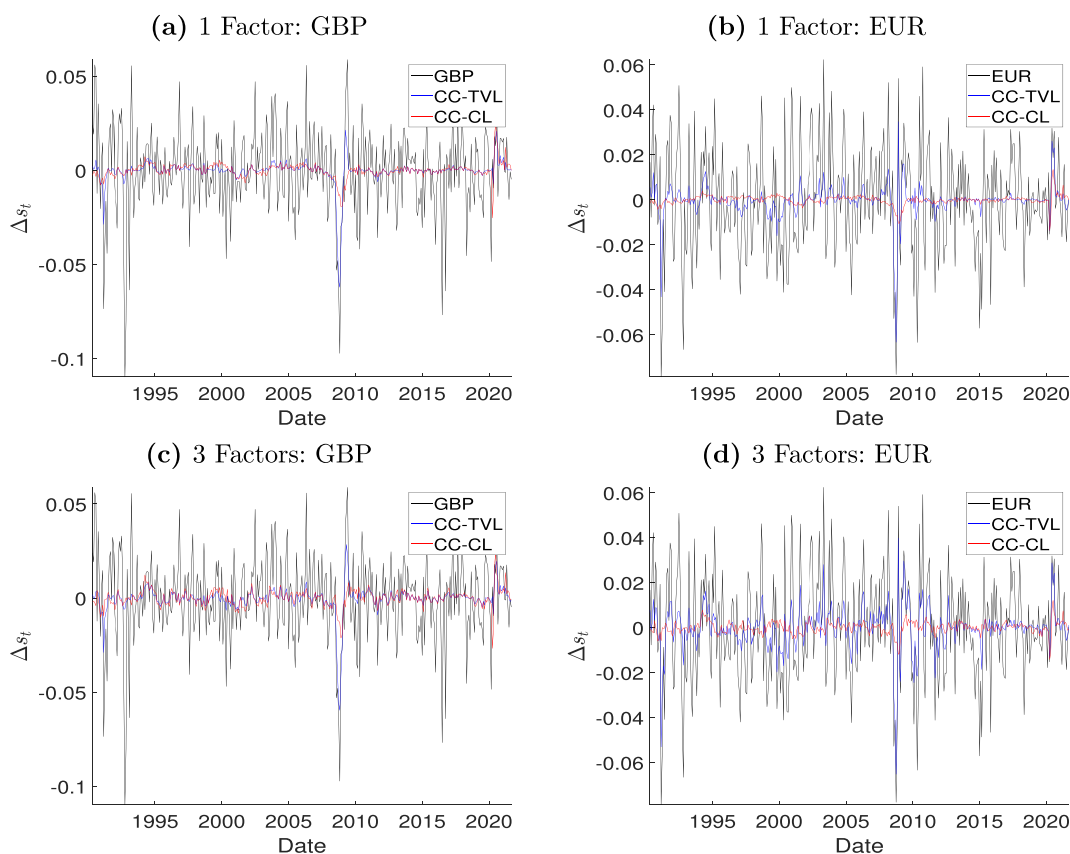 (a) 1 Factor: GBP
0.05
0
-0.05
-0.1
Δs_t
GBP
CC-TVL
CC-CL
1995 2000 2005 2010 2015 2020
Date
(b) 1 Factor: EUR
0.06
0.04
0.02
0
-0.02
-0.04
-0.06
Δs_t
EUR
CC-TVL
CC-CL
1995 2000 2005 2010 2015 2020
Date
(c) 3 Factors: GBP
0.05
0
-0.05
-0.1
Δs_t
GBP
CC-TVL
CC-CL
1995 2000 2005 2010 2015 2020
Date
(d) 3 Factors: EUR
0.06
0.04
0.02
0
-0.02
-0.04
-0.06
Δs_t
EUR
CC-TVL
CC-CL
1995 2000 2005 2010 2015 2020
Date